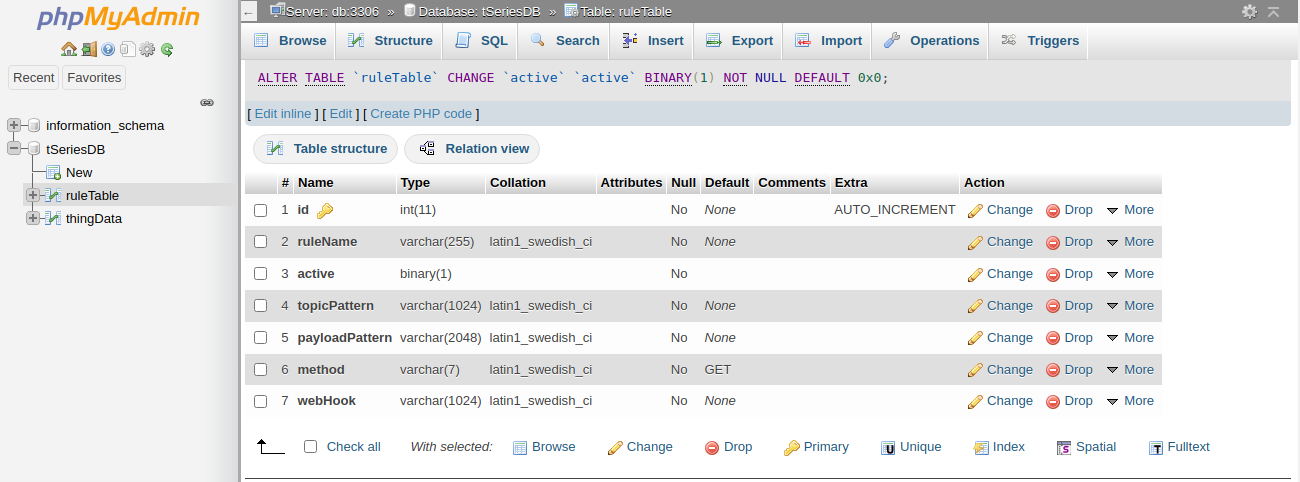 phpMyAdmin
Server: db:3306 » Database: tSeriesDB » Table: ruleTable
Browse Structure SQL Search Insert Export Import Operations Triggers
Recent Favorites
ALTER TABLE `ruleTable` CHANGE `active` `active` BINARY(1) NOT NULL DEFAULT 0x0;
[ Edit inline ] [ Edit ] [ Create PHP code ]
information_schema
tSeriesDB
New
ruleTable
thingData
Table structure Relation view
# Name Type Collation Attributes Null Default Comments Extra Action
1 id int(11) No None AUTO_INCREMENT Change Drop More
2 ruleName varchar(255) latin1_swedish_ci No None Change Drop More
3 active binary(1) No Change Drop More
4 topicPattern varchar(1024) latin1_swedish_ci No None Change Drop More
5 payloadPattern varchar(2048) latin1_swedish_ci No None Change Drop More
6 method varchar(7) latin1_swedish_ci No GET Change Drop More
7 webHook varchar(1024) latin1_swedish_ci No None Change Drop More
Check all With selected: Browse Change Drop Primary Unique Index Spatial Fulltext